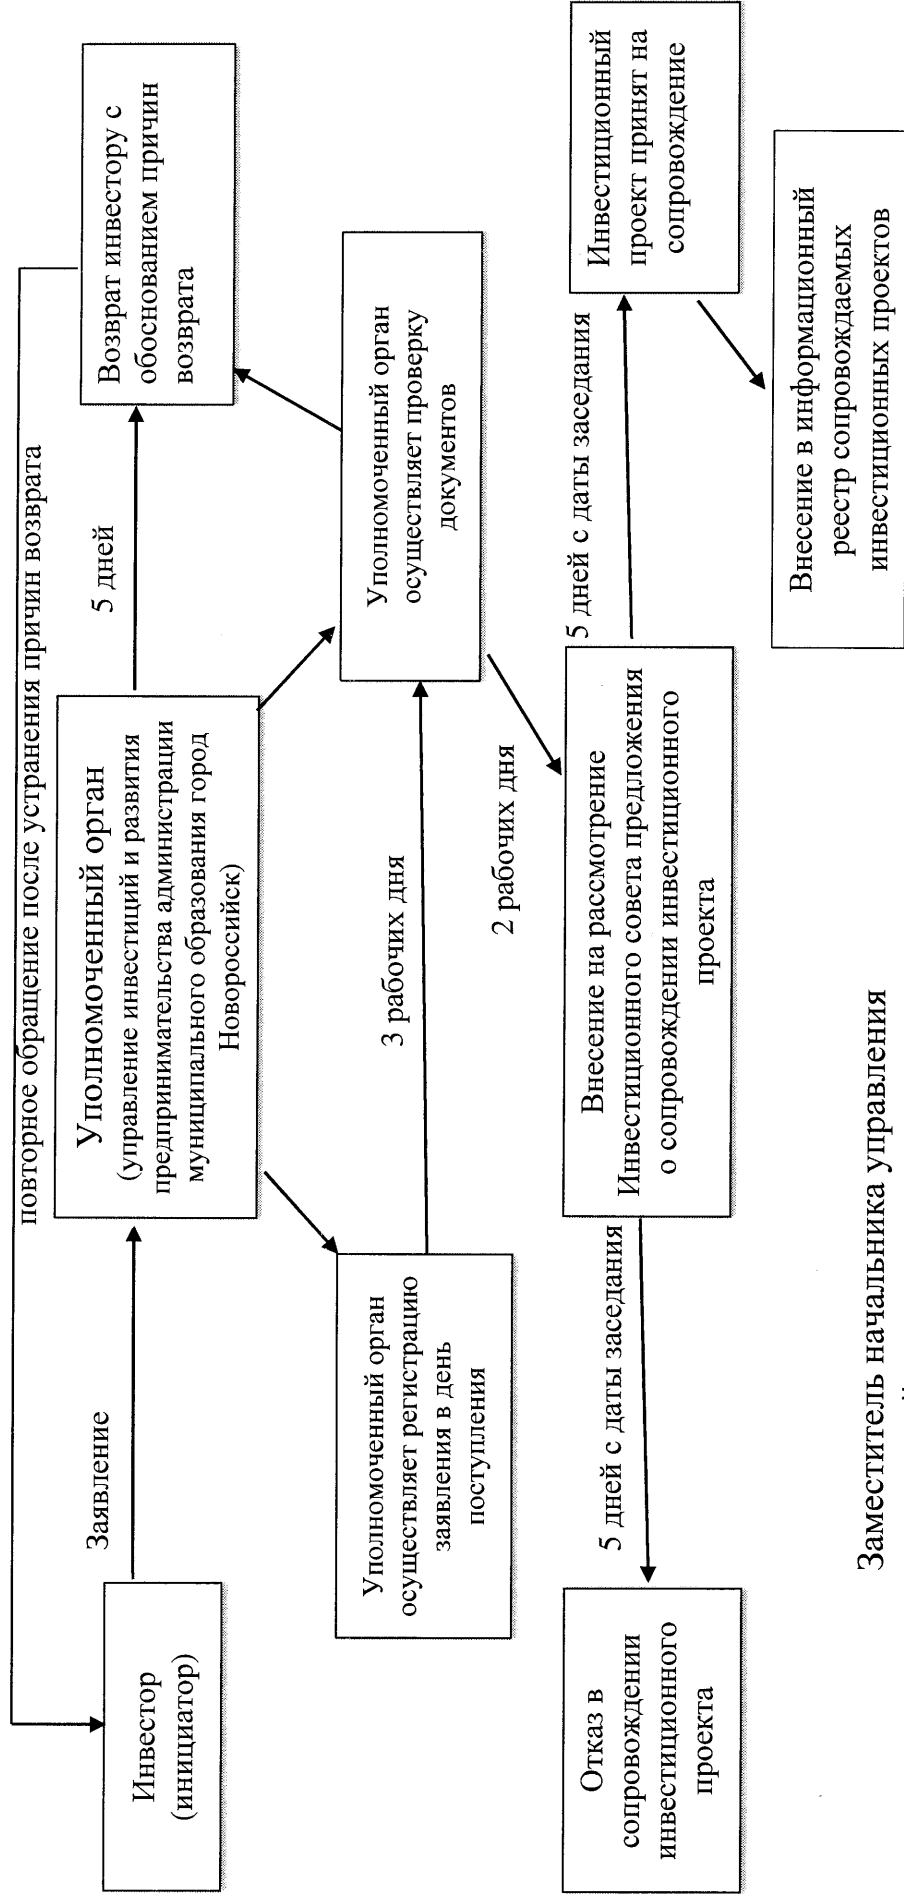 повторное обращение после устранения причин возврата
Инвестор
(инициатор)
Заявление
Уполномоченный орган
(управление инвестиций и развития
предпринимательства администрации
муниципального образования город
Новороссийск)
5 дней
Возврат инвестору с
обоснованием причин
возврата
Уполномоченный орган
осуществляет регистрацию
заявления в день
поступления
3 рабочих дня
Уполномоченный орган
осуществляет проверку
документов
2 рабочих дня
Отказ в
сопровождении
инвестиционного
проекта
5 дней с даты заседания
Внесение на рассмотрение
Инвестиционного совета предложения
о сопровождении инвестиционного
проекта
5 дней с даты заседания
Инвестиционный
проект принят на
сопровождение
Внесение в информационный
реестр сопровождаемых
инвестиционных проектов
Заместитель начальника управления